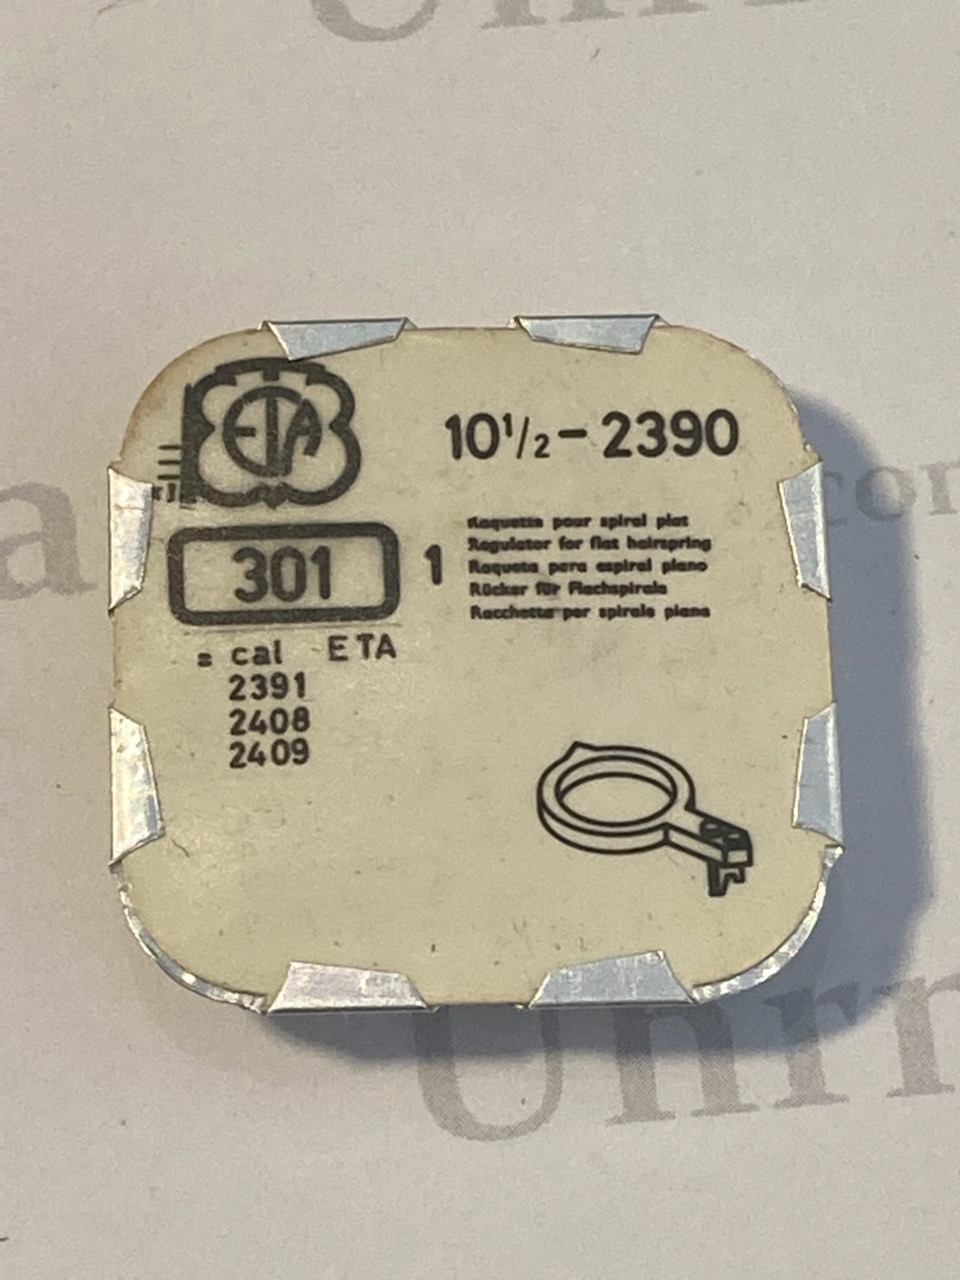 ETA
10 1/2 – 2390
301
1
Raquette pour spiral plat
Regulator for flat hairspring
Raqueta para espiral plano
Rücker für Flachspirale
Racchetta per spirale piana
= cal ETA
2391
2408
2409